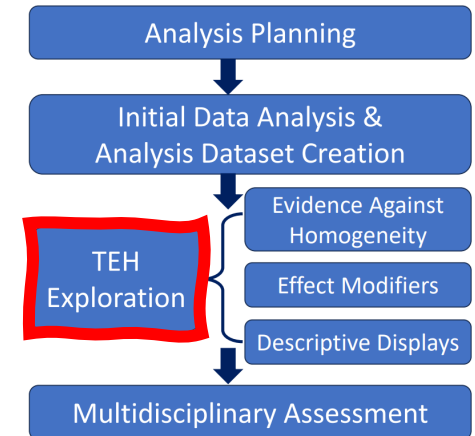 Analysis Planning
Initial Data Analysis &
Analysis Dataset Creation
TEH
Exploration
Evidence Against
Homogeneity
Effect Modifiers
Descriptive Displays
Multidisciplinary Assessment